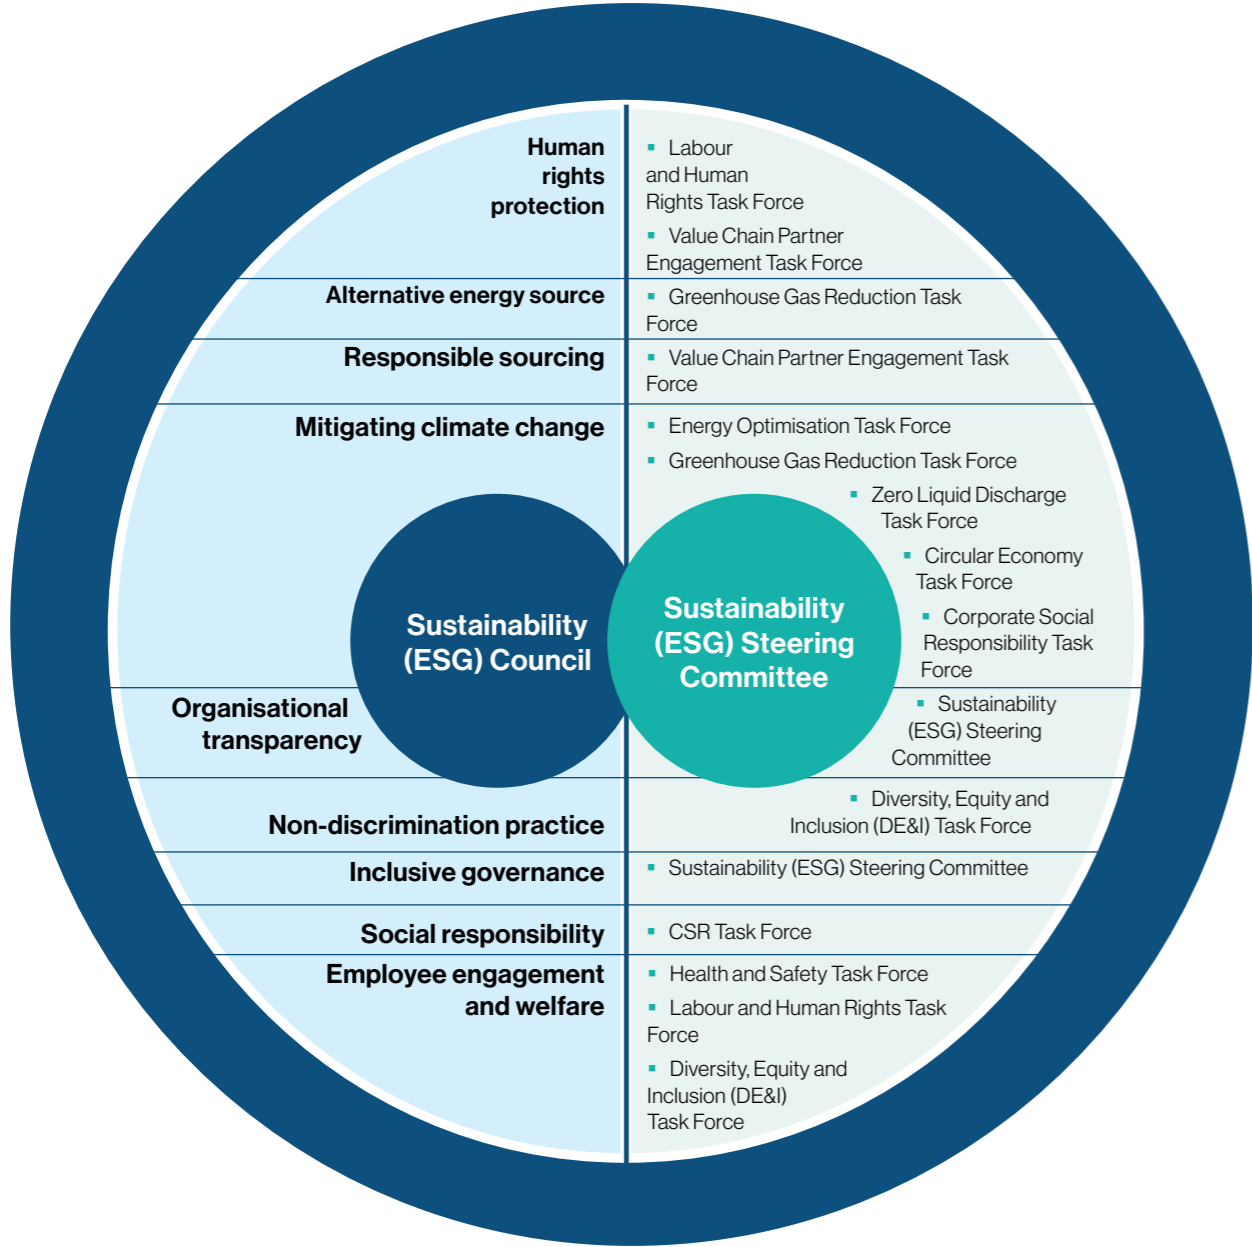 Human
rights
protection
▪ Labour
and Human
Rights Task Force
▪ Value Chain Partner
Engagement Task Force
Alternative energy source
▪ Greenhouse Gas Reduction Task
Force
Responsible sourcing
▪ Value Chain Partner Engagement Task
Force
Mitigating climate change
▪ Energy Optimisation Task Force
▪ Greenhouse Gas Reduction Task Force
▪ Zero Liquid Discharge
Task Force
▪ Circular Economy
Task Force
▪ Corporate Social
Responsibility Task
Force
Sustainability
(ESG) Council
Sustainability
(ESG) Steering
Committee
Organisational
transparency
▪ Sustainability
(ESG) Steering
Committee
Non-discrimination practice
▪ Diversity, Equity and
Inclusion (DE&I) Task Force
Inclusive governance
▪ Sustainability (ESG) Steering Committee
Social responsibility
▪ CSR Task Force
Employee engagement
and welfare
▪ Health and Safety Task Force
▪ Labour and Human Rights Task
Force
▪ Diversity, Equity and
Inclusion (DE&I)
Task Force